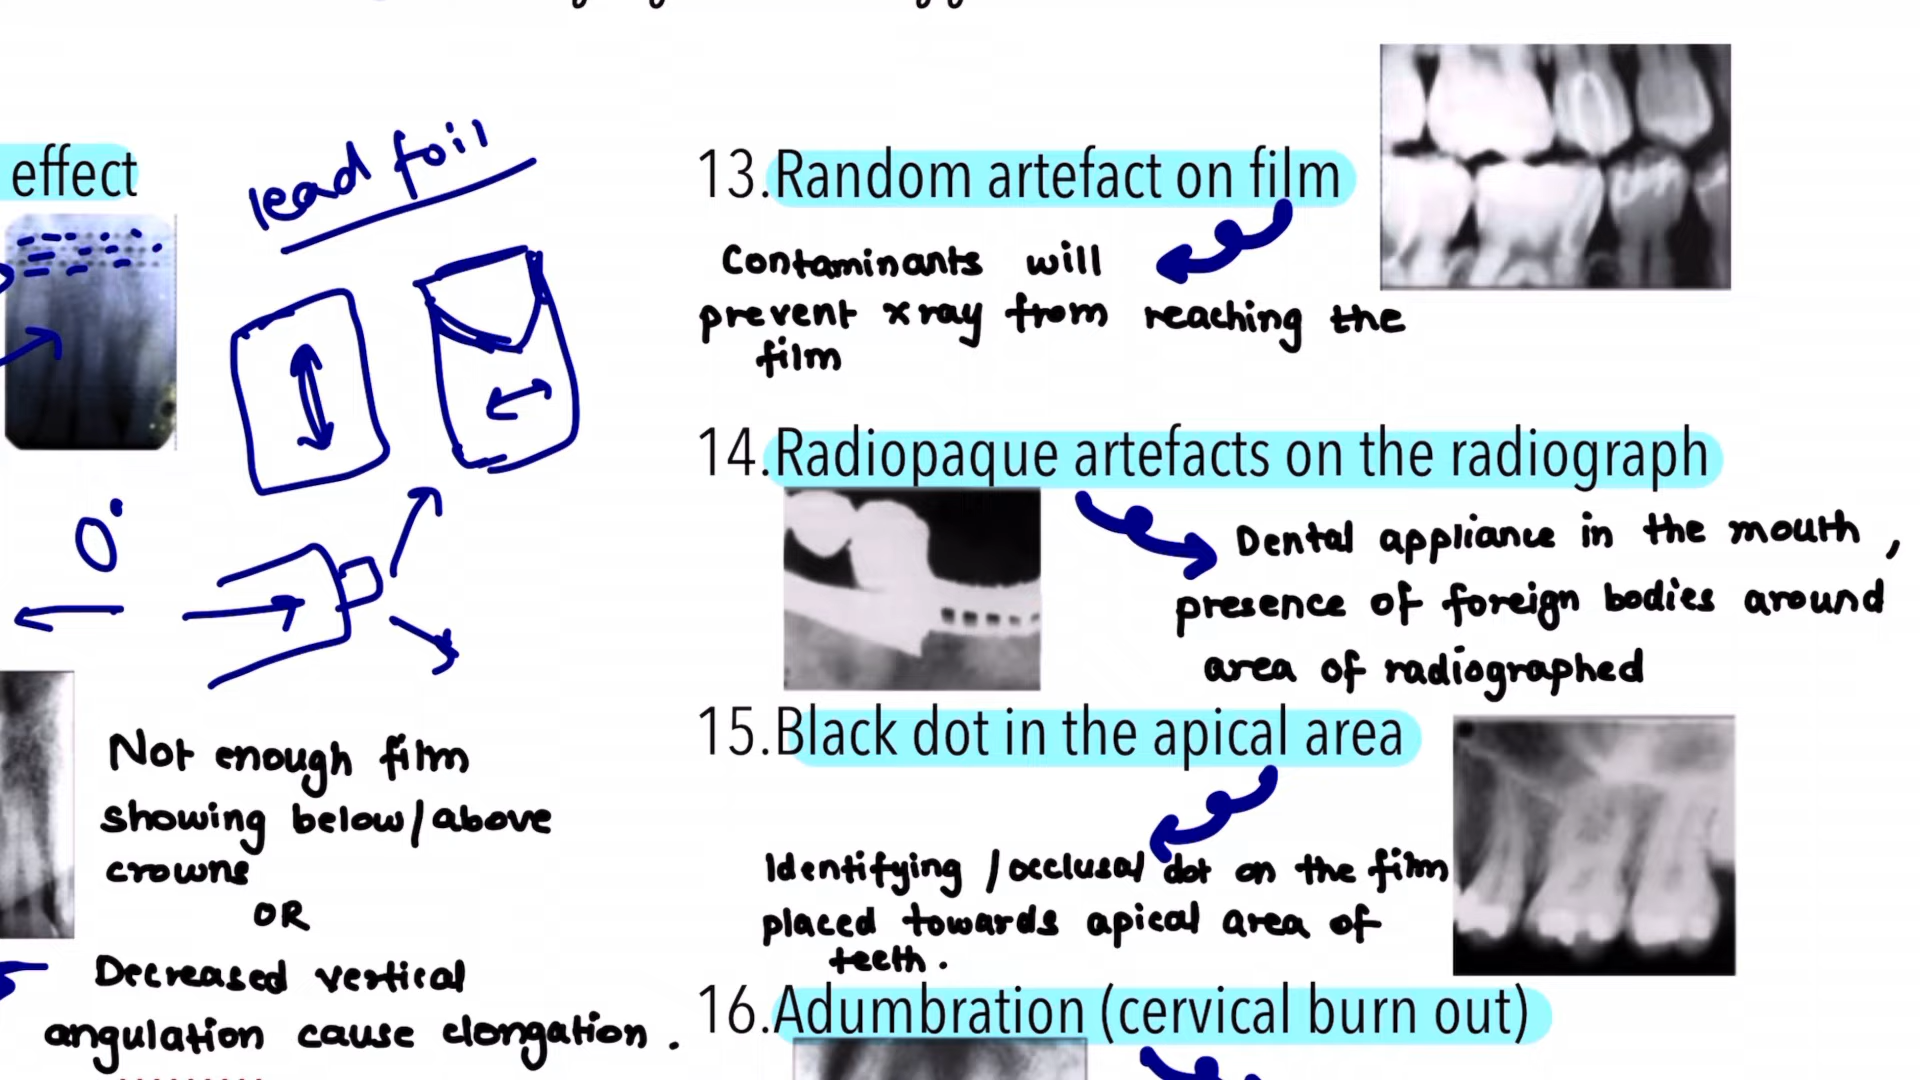 effect
lead foil
0°
Not enough film
showing below/above
crowns
OR
Decreased vertical
angulation cause elongation.
13.Random artefact on film
Contaminants will
prevent xray from reaching the
film
14.Radiopaque artefacts on the radiograph
Dental appliance in the mouth,
presence of foreign bodies around
area of radiographed
15.Black dot in the apical area
Identifying /occlusal dot on the film
placed towards apical area of
teeth.
16.Adumbration (cervical burn out)